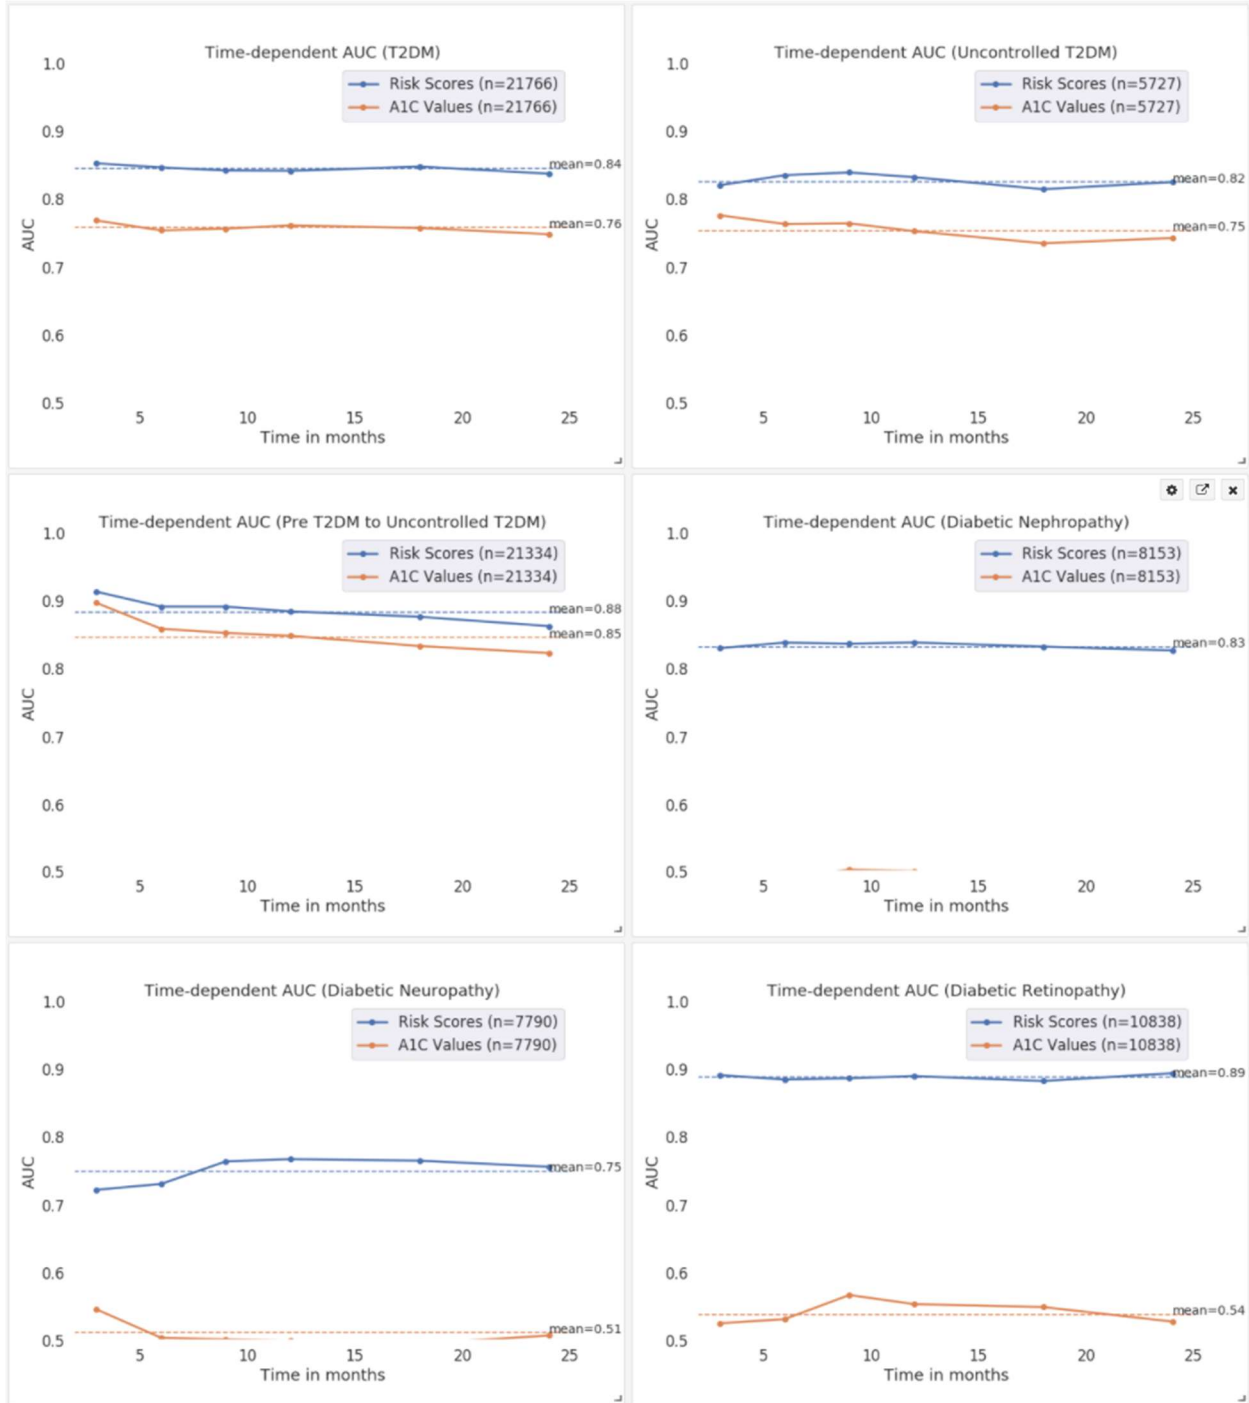 Time-dependent AUC (T2DM)
1.0
Risk Scores (n=21766)
A1C Values (n=21766)
0.9
mean=0.84
0.8
mean=0.76
AUC
0.7
0.6
0.5
5 10 15 20 25
Time in months
Time-dependent AUC (Uncontrolled T2DM)
1.0
Risk Scores (n=5727)
A1C Values (n=5727)
0.9
mean=0.82
0.8
mean=0.75
AUC
0.7
0.6
0.5
5 10 15 20 25
Time in months
Time-dependent AUC (Pre T2DM to Uncontrolled T2DM)
1.0
Risk Scores (n=21334)
A1C Values (n=21334)
0.9
mean=0.88
mean=0.85
0.8
AUC
0.7
0.6
0.5
5 10 15 20 25
Time in months
Time-dependent AUC (Diabetic Nephropathy)
1.0
Risk Scores (n=8153)
A1C Values (n=8153)
0.9
mean=0.83
0.8
AUC
0.7
0.6
0.5
5 10 15 20 25
Time in months
Time-dependent AUC (Diabetic Neuropathy)
1.0
Risk Scores (n=7790)
A1C Values (n=7790)
0.9
0.8
mean=0.75
AUC
0.7
0.6
mean=0.51
0.5
5 10 15 20 25
Time in months
Time-dependent AUC (Diabetic Retinopathy)
1.0
Risk Scores (n=10838)
A1C Values (n=10838)
0.9
mean=0.89
0.8
AUC
0.7
0.6
mean=0.54
0.5
5 10 15 20 25
Time in months